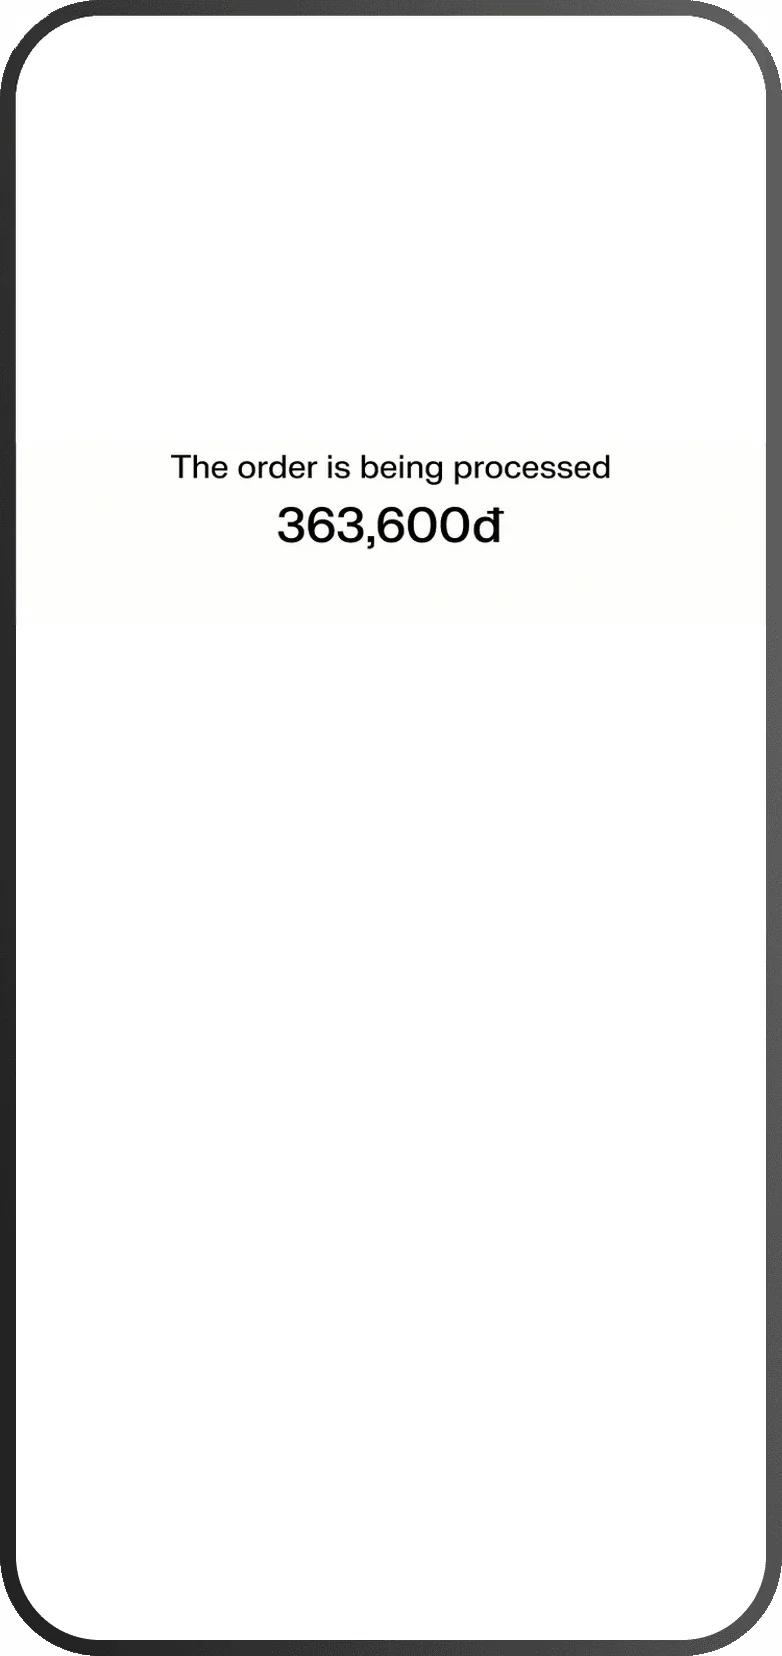 The order is being processed
363,600đ